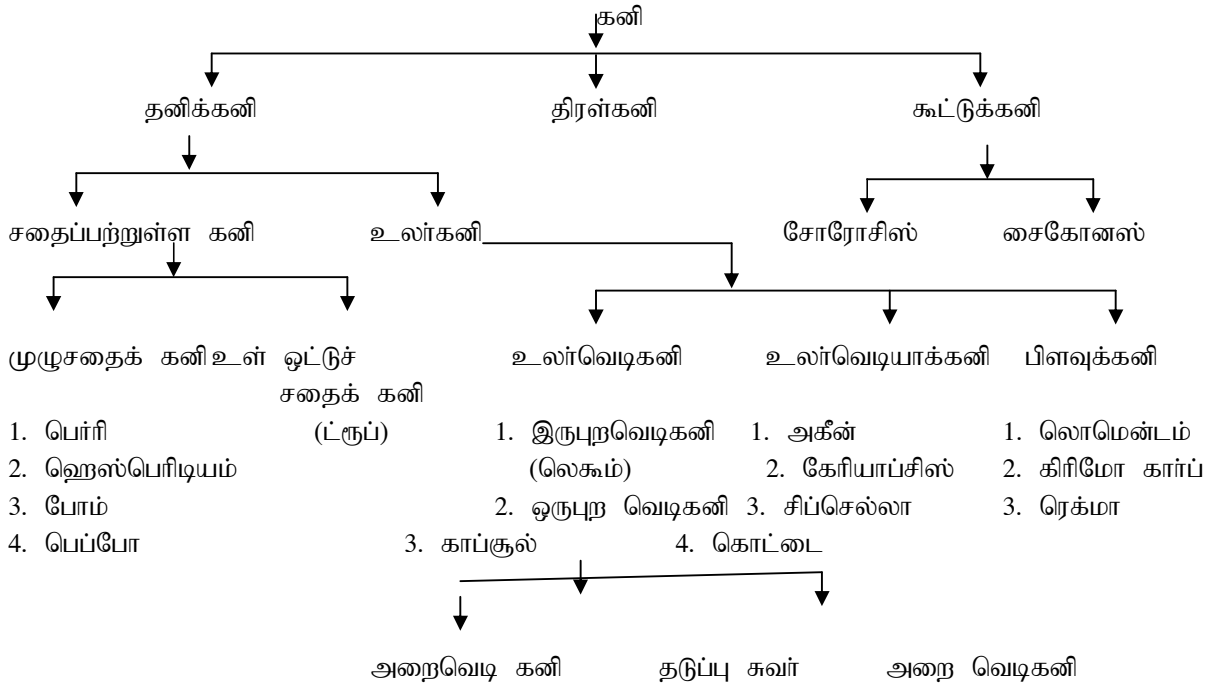 கனி
தனிக்கனி திரள்கனி கூட்டுக்கனி
சதைப்பற்றுள்ள கனி உலர்கனி சோரோசிஸ் சைகோனஸ்
முழுசதைக் கனி உள் ஒட்டுச் உலர்வெடிகனி உலர்வெடியாக்கனி பிளவுக்கனி
சதைக் கனி
1. பெர்ரி (ட்ரூப்) 1. இருபுறவெடிகனி 1. அகீன் 1. லொமென்டம்
2. ஹெஸ்பெரிடியம் (லெகூம்) 2. கேரியாப்சிஸ் 2. கிரிமோ கார்ப்
3. போம் 2. ஒருபுற வெடிகனி 3. சிப்செல்லா 3. ரெக்மா
4. பெப்போ 3. காப்சூல் 4. கொட்டை
அறைவெடி கனி தடுப்பு சுவர் அறை வெடிகனி